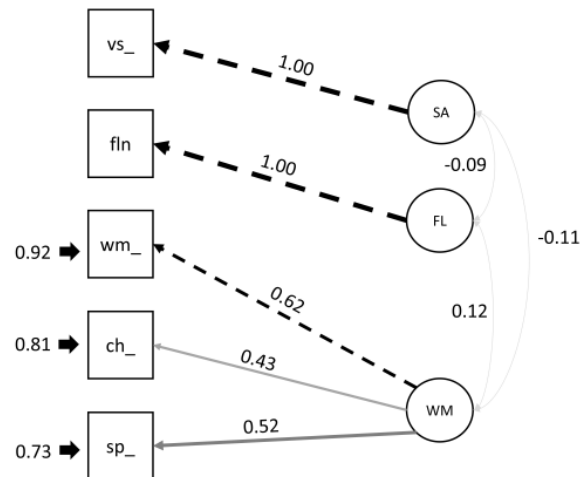 vs_
1.00
SA
fln
-0.09
1.00
FL
-0.11
wm_
0.92
0.62
0.12
0.81
ch_
0.43
WM
0.52
0.73
sp_